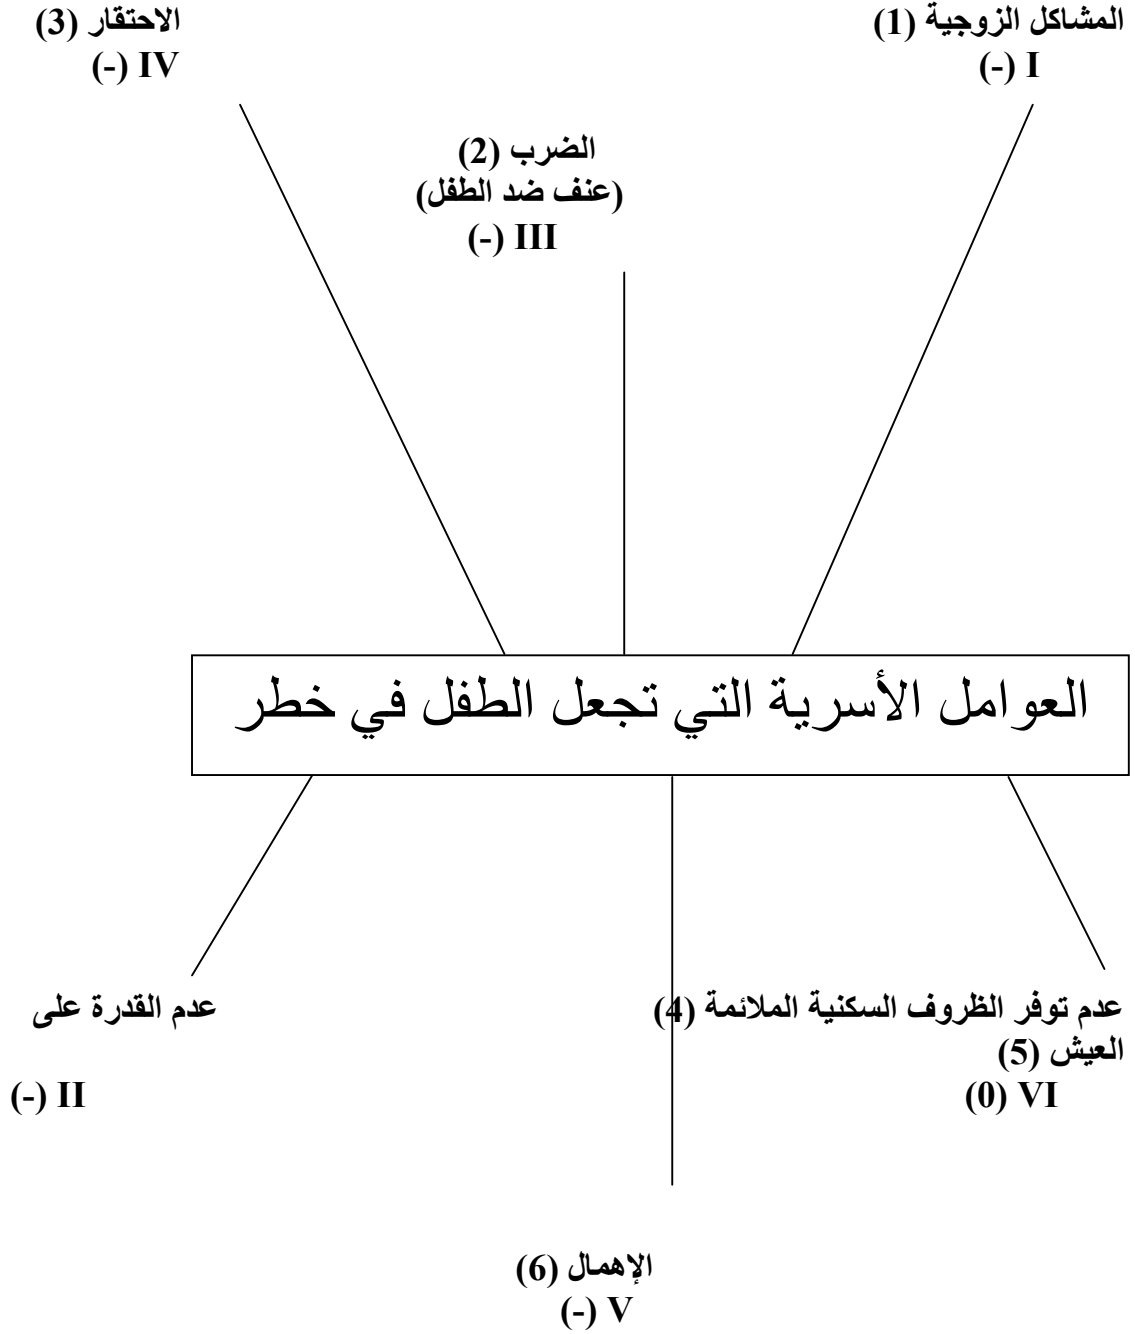 المشاكل الزوجية (1)
I (-)
الاحتقار (3)
IV (-)
الضرب (2)
(عنف ضد الطفل)
III (-)
العوامل الأسرية التي تجعل الطفل في خطر
عدم توفر الظروف السكنية الملائمة (4)
عدم القدرة على
العيش (5)
VI (0)
II (-)
الإهمال (6)
V (-)